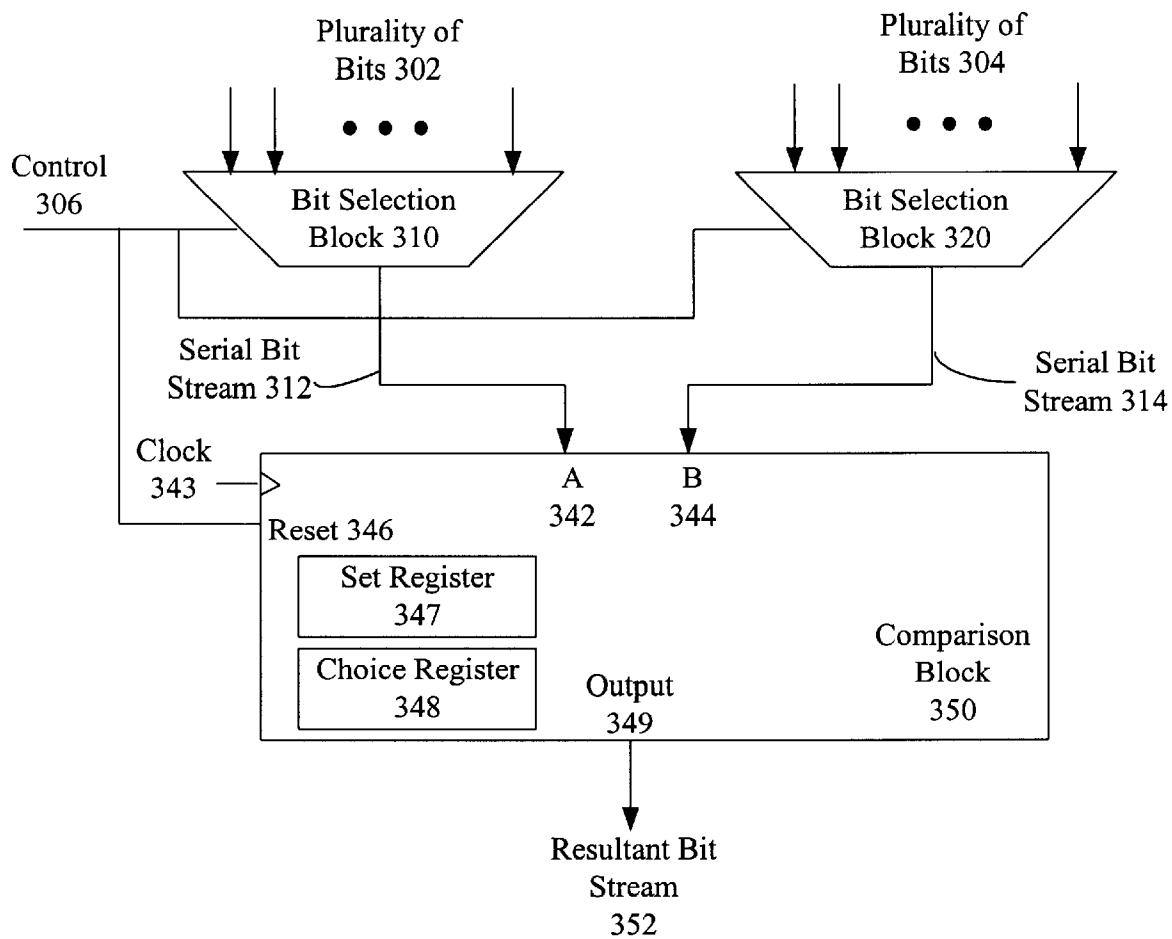 Plurality of
Bits 302
Plurality of
Bits 304
Control
306
Bit Selection
Block 310
Bit Selection
Block 320
Serial Bit
Stream 312
Serial Bit
Stream 314
Clock
343
A
342
B
344
Reset 346
Set Register
347
Choice Register
348
Output
349
Comparison
Block
350
Resultant Bit
Stream
352